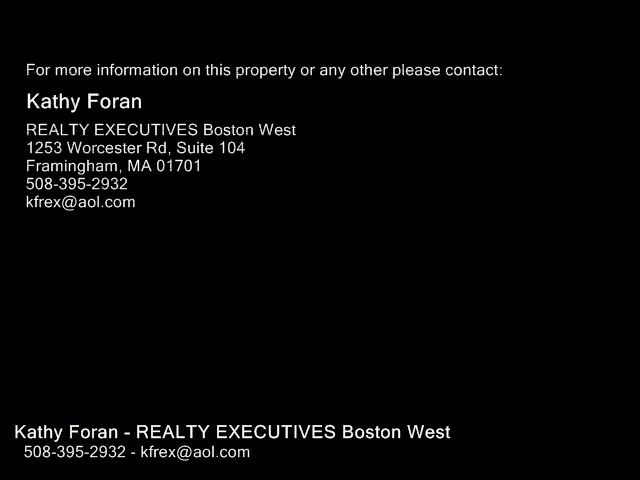 For more information on this property or any other please contact:
Kathy Foran
REALTY EXECUTIVES Boston West
1253 Worcester Rd, Suite 104
Framingham, MA 01701
508-395-2932
kfrex@aol.com
Kathy Foran - REALTY EXECUTIVES Boston West
508-395-2932 - kfrex@aol.com